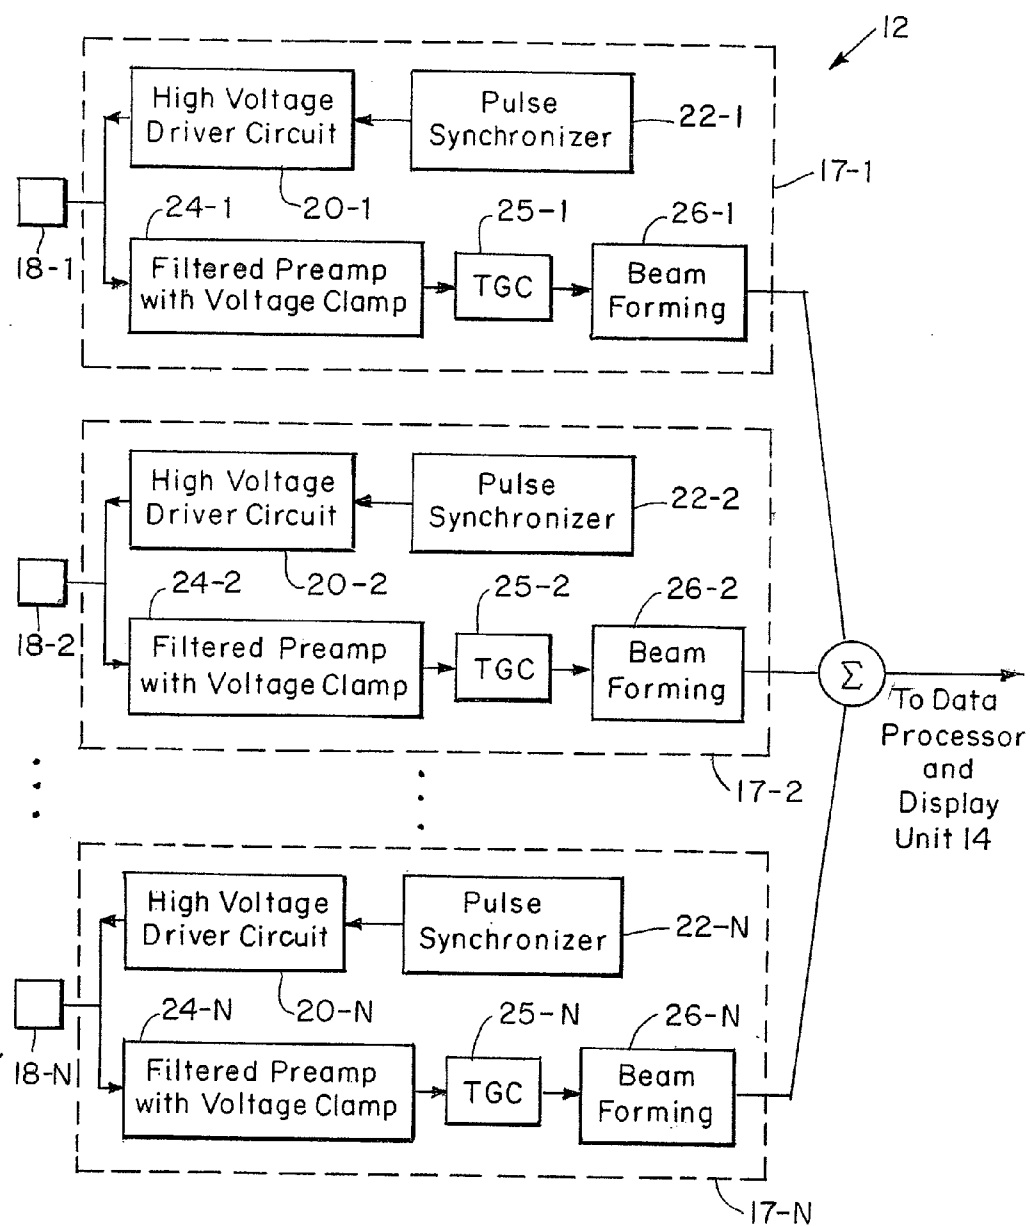 12
High Voltage
Driver Circuit
Pulse
Synchronizer
22-1
17-1
20-1
18-1
24-1
25-1
26-1
Filtered Preamp
with Voltage Clamp
TGC
Beam
Forming
High Voltage
Driver Circuit
Pulse
Synchronizer
22-2
20-2
18-2
24-2
25-2
26-2
Filtered Preamp
with Voltage Clamp
TGC
Beam
Forming
Σ
To Data
Processor
and
Display
Unit 14
17-2
High Voltage
Driver Circuit
Pulse
Synchronizer
22-N
20-N
18-N
24-N
25-N
26-N
Filtered Preamp
with Voltage Clamp
TGC
Beam
Forming
17-N